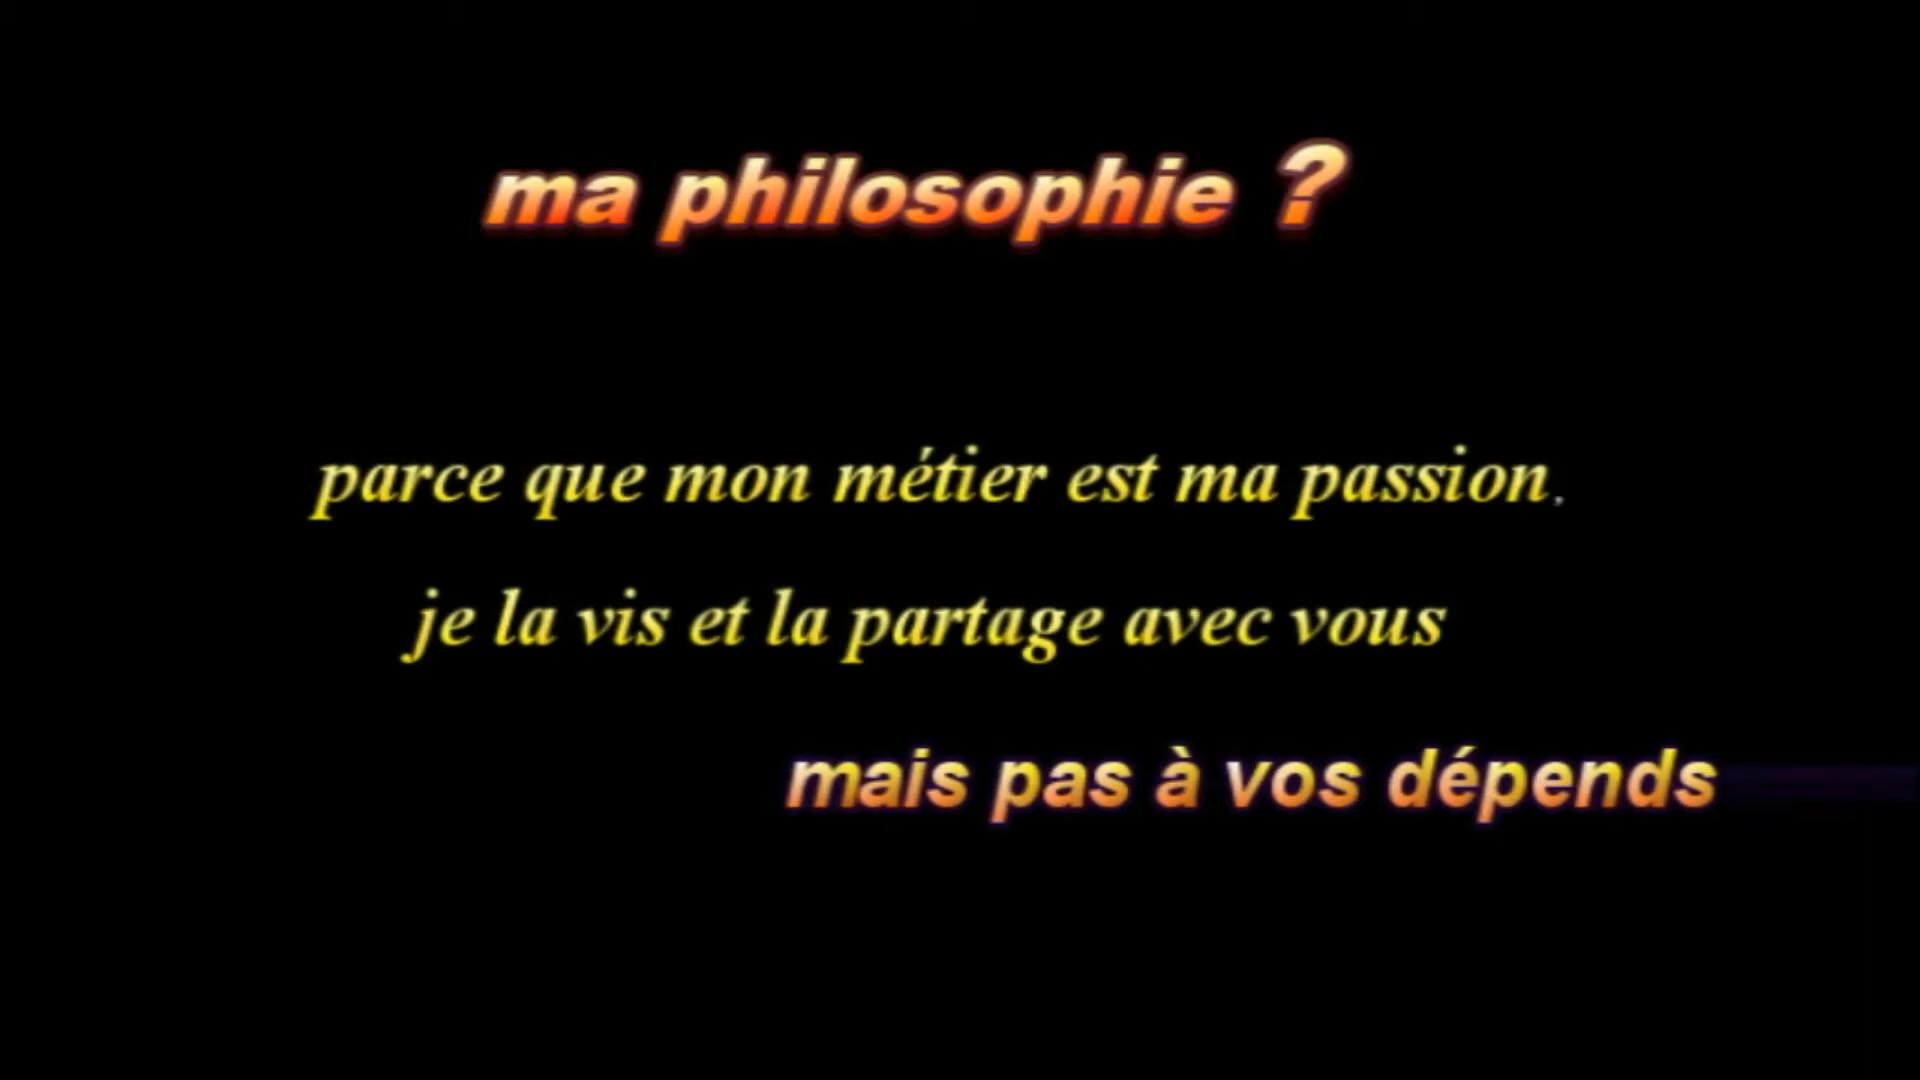 ma philosophie ?
parce que mon métier est ma passion.
je la vis et la partage avec vous
mais pas à vos dépends